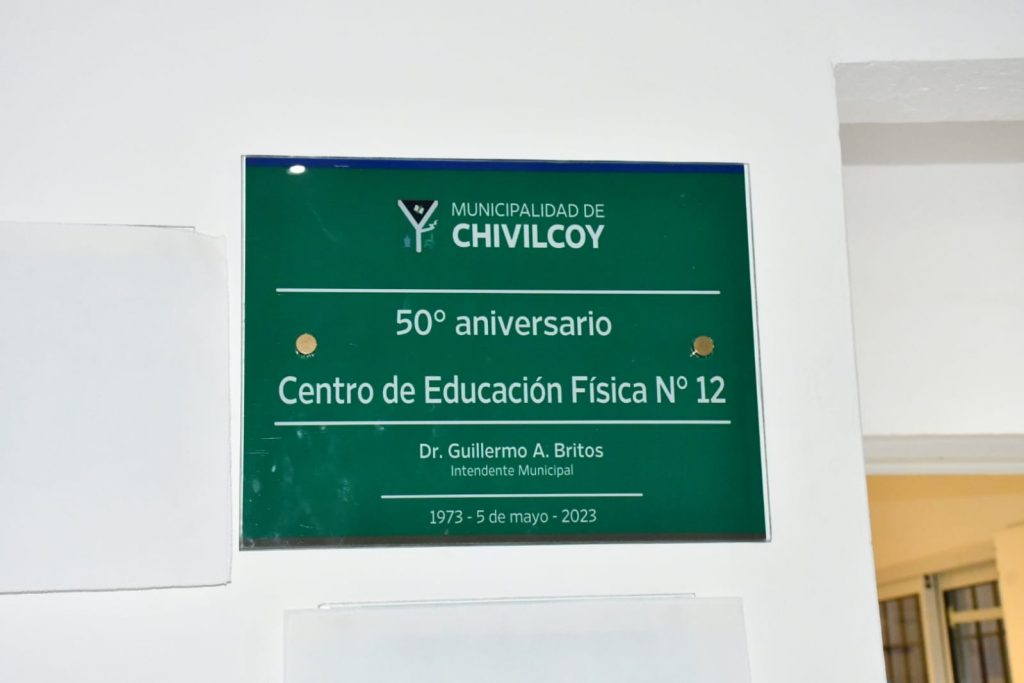 MUNICIPALIDAD DE
CHIVILCOY
50° aniversario
Centro de Educación Física N° 12
Dr. Guillermo A. Britos
Intendente Municipal
1973 - 5 de mayo - 2023